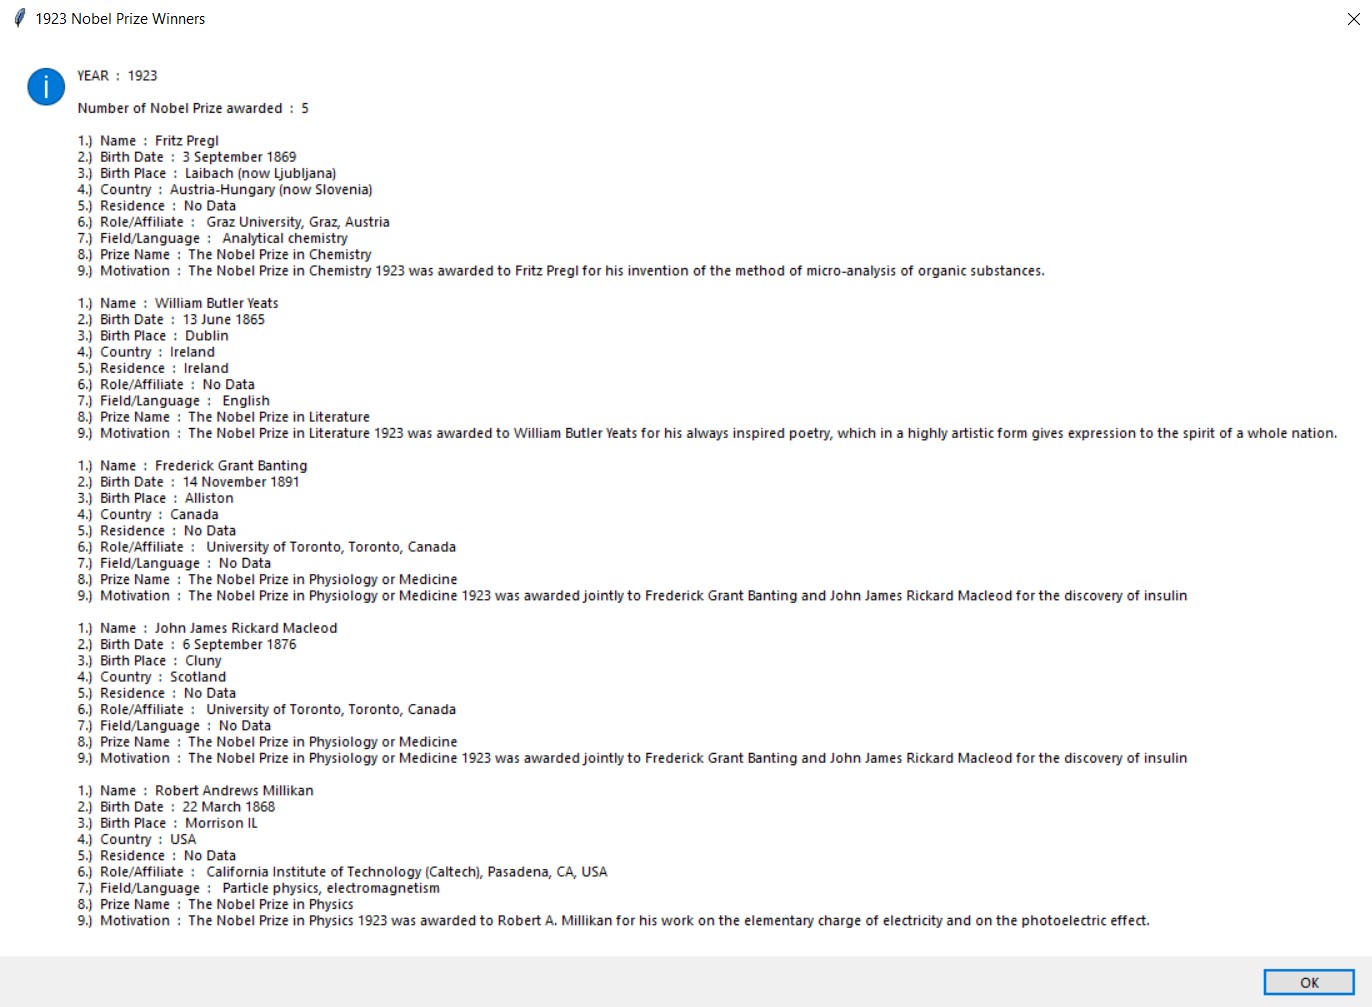 1923 Nobel Prize Winners
YEAR : 1923
Number of Nobel Prize awarded : 5
1.) Name : Fritz Pregl
2.) Birth Date : 3 September 1869
3.) Birth Place : Laibach (now Ljubljana)
4.) Country : Austria-Hungary (now Slovenia)
5.) Residence : No Data
6.) Role/Affiliate : Graz University, Graz, Austria
7.) Field/Language : Analytical chemistry
8.) Prize Name : The Nobel Prize in Chemistry
9.) Motivation : The Nobel Prize in Chemistry 1923 was awarded to Fritz Pregl for his invention of the method of micro-analysis of organic substances.
1.) Name : William Butler Yeats
2.) Birth Date : 13 June 1865
3.) Birth Place : Dublin
4.) Country : Ireland
5.) Residence : Ireland
6.) Role/Affiliate : No Data
7.) Field/Language : English
8.) Prize Name : The Nobel Prize in Literature
9.) Motivation : The Nobel Prize in Literature 1923 was awarded to William Butler Yeats for his always inspired poetry, which in a highly artistic form gives expression to the spirit of a whole nation.
1.) Name : Frederick Grant Banting
2.) Birth Date : 14 November 1891
3.) Birth Place : Alliston
4.) Country : Canada
5.) Residence : No Data
6.) Role/Affiliate : University of Toronto, Toronto, Canada
7.) Field/Language : No Data
8.) Prize Name : The Nobel Prize in Physiology or Medicine
9.) Motivation : The Nobel Prize in Physiology or Medicine 1923 was awarded jointly to Frederick Grant Banting and John James Rickard Macleod for the discovery of insulin
1.) Name : John James Rickard Macleod
2.) Birth Date : 6 September 1876
3.) Birth Place : Cluny
4.) Country : Scotland
5.) Residence : No Data
6.) Role/Affiliate : University of Toronto, Toronto, Canada
7.) Field/Language : No Data
8.) Prize Name : The Nobel Prize in Physiology or Medicine
9.) Motivation : The Nobel Prize in Physiology or Medicine 1923 was awarded jointly to Frederick Grant Banting and John James Rickard Macleod for the discovery of insulin
1.) Name : Robert Andrews Millikan
2.) Birth Date : 22 March 1868
3.) Birth Place : Morrison IL
4.) Country : USA
5.) Residence : No Data
6.) Role/Affiliate : California Institute of Technology (Caltech), Pasadena, CA, USA
7.) Field/Language : Particle physics, electromagnetism
8.) Prize Name : The Nobel Prize in Physics
9.) Motivation : The Nobel Prize in Physics 1923 was awarded to Robert A. Millikan for his work on the elementary charge of electricity and on the photoelectric effect.
OK